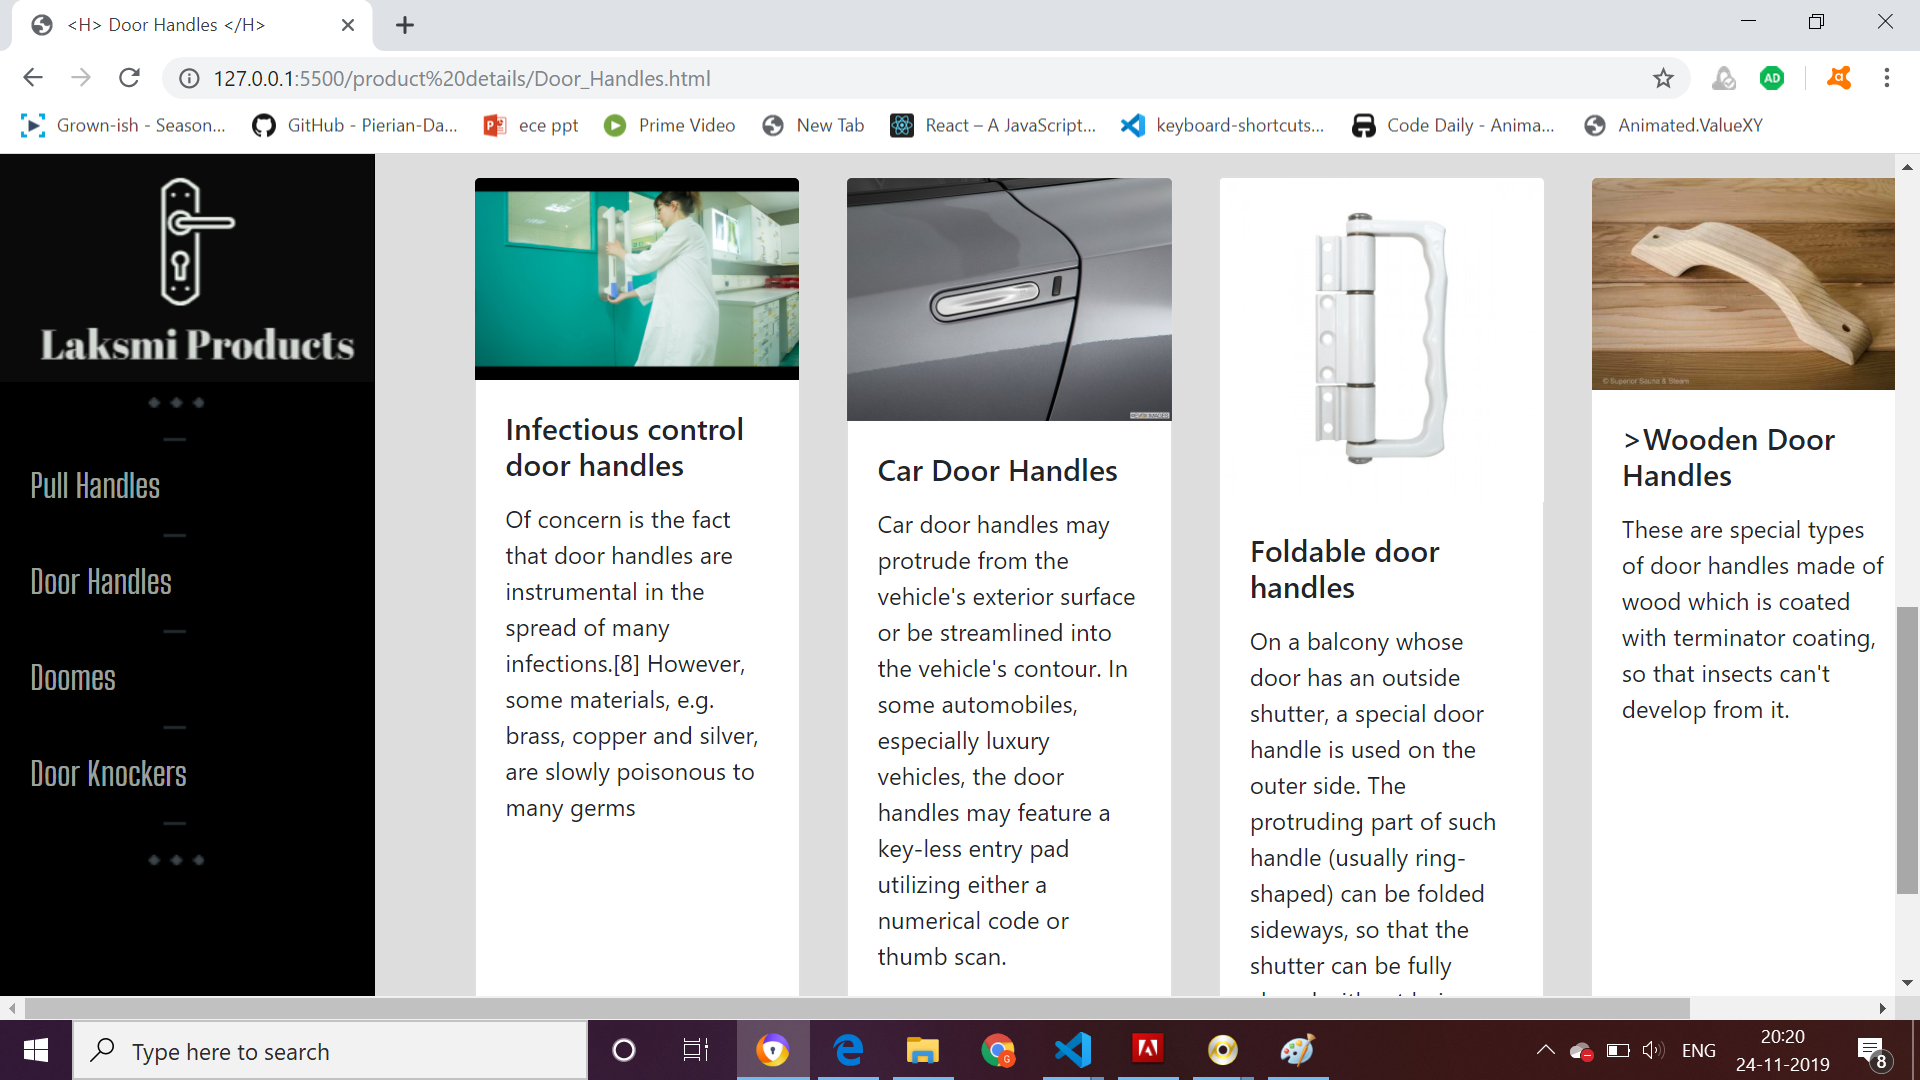 <H> Door Handles </H>
127.0.0.1:5500/product%20details/Door_Handles.html
Grown-ish - Season...
GitHub - Pierian-Da...
ece ppt
Prime Video
New Tab
React – A JavaScript...
keyboard-shortcuts...
Code Daily - Anima...
Animated.ValueXY
AD
Laksmi Products
Pull Handles
Door Handles
Doomes
Door Knockers
Infectious control
door handles
Of concern is the fact
that door handles are
instrumental in the
spread of many
infections.[8] However,
some materials, e.g.
brass, copper and silver,
are slowly poisonous to
many germs
Car Door Handles
Car door handles may
protrude from the
vehicle's exterior surface
or be streamlined into
the vehicle's contour. In
some automobiles,
especially luxury
vehicles, the door
handles may feature a
key-less entry pad
utilizing either a
numerical code or
thumb scan.
Foldable door
handles
On a balcony whose
door has an outside
shutter, a special door
handle is used on the
outer side. The
protruding part of such
handle (usually ring-
shaped) can be folded
sideways, so that the
shutter can be fully
© Superior Sauna & Steam
>Wooden Door
Handles
These are special types
of door handles made of
wood which is coated
with terminator coating,
so that insects can't
develop from it.
Type here to search
G
ENG
20:20
24-11-2019
8